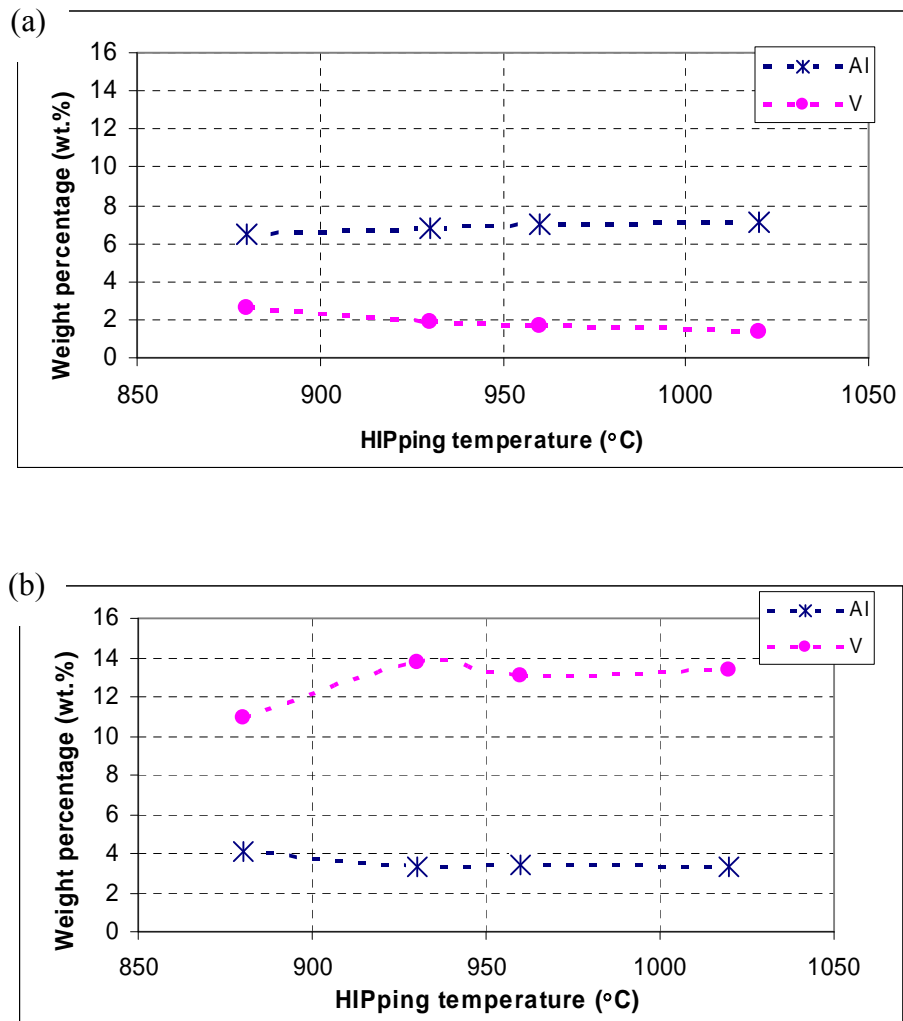 (a)
16
14
12
10
8
6
4
2
0
Weight percentage (wt.%)
Al
V
850 900 950 1000 1050
HIPping temperature (°C)
(b)
16
14
12
10
8
6
4
2
0
Weight percentage (wt.%)
Al
V
850 900 950 1000 1050
HIPping temperature (°C)